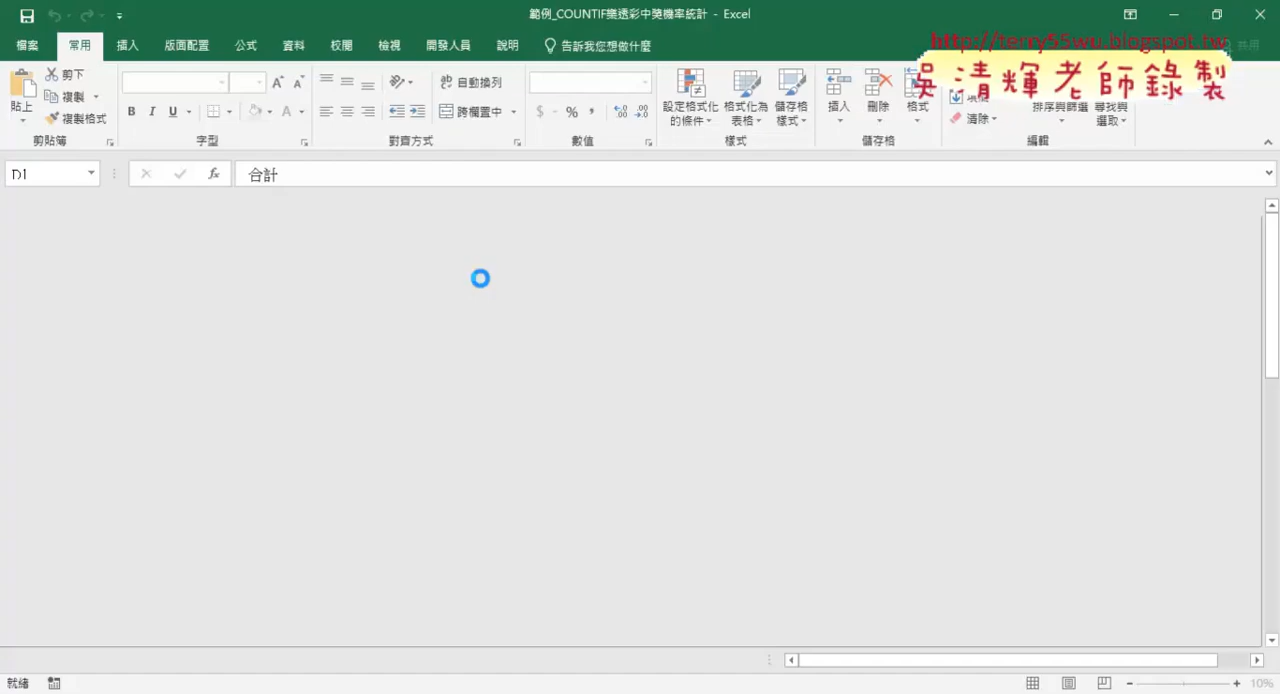 範例_COUNTIF樂透彩中獎機率統計 - Excel
檔案 常用 插入 版面配置 公式 資料 校閱 檢視 開發人員 說明 告訴我您想做什麼 共用
http://terry55wu.blogspot.tw
吳清輝老師錄製
剪下
複製
複製格式
貼上
B I U
自動換列
跨欄置中
$ % ,
設定格式化的條件
格式化為表格
儲存格樣式
插入
刪除
格式
清除
排序與篩選
尋找與選取
剪貼簿 字型 對齊方式 數值 樣式 儲存格 編輯
D1 fx 合計
就緒 10%